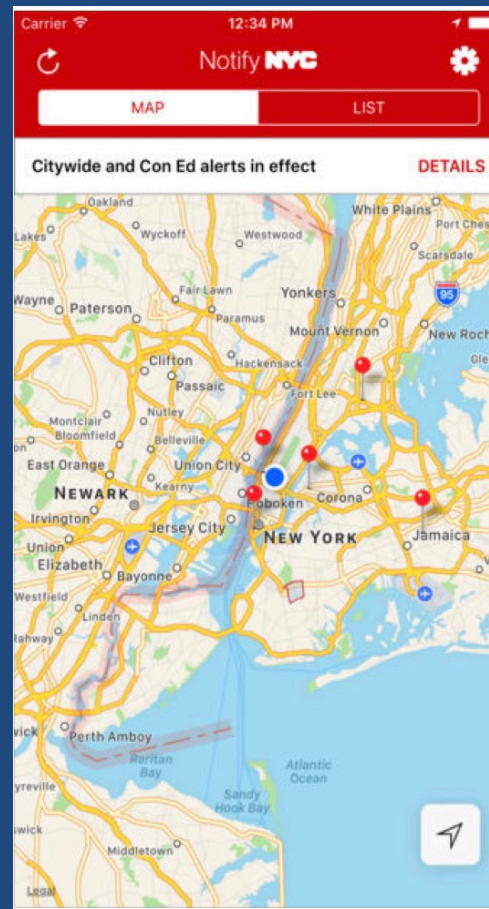 Carrier 12:34 PM
Notify NYC
MAP LIST
Citywide and Con Ed alerts in effect DETAILS
Oakland
White Plains
Port Ches
Lakes
Wyckoff
Westwood
Scarsdale
95
Wayne
Paterson
Fair Lawn
Yonkers
Paramus
Mount Vernon
New Roch
Clifton
Hackensack
Gle
Passaic
Fort Lee
Nutley
Montclair
Bloomfield
Belleville
Union City
East Orange
Kearny
Corona
NEWARK
Hoboken
Irvington
Jersey City
NEW YORK
Jamaica
Union
Elizabeth
Bayonne
Westfield
Linden
Rahway
wick
Perth Amboy
Raritan
Bay
Atlantic
Ocean
yreville
Sandy
Hook Bay
swick
Middletown
Legal